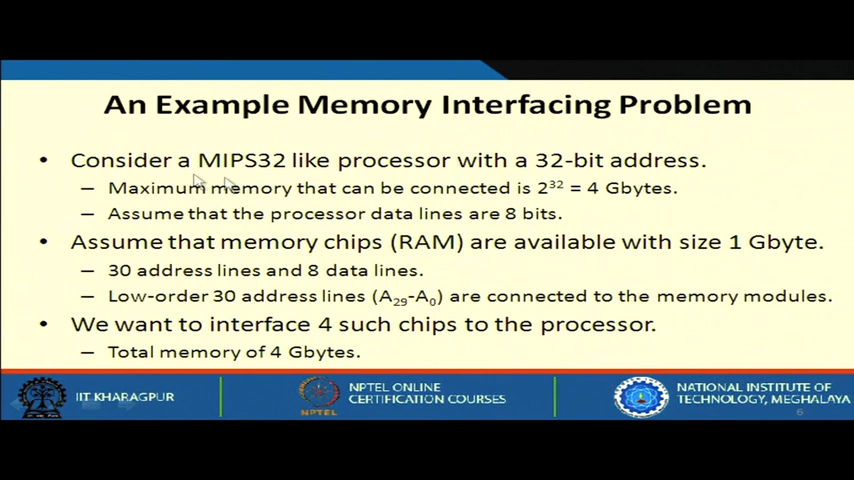 An Example Memory Interfacing Problem
• Consider a MIPS32 like processor with a 32-bit address.
– Maximum memory that can be connected is 2³² = 4 Gbytes.
– Assume that the processor data lines are 8 bits.
• Assume that memory chips (RAM) are available with size 1 Gbyte.
– 30 address lines and 8 data lines.
– Low-order 30 address lines (A₂₉-A₀) are connected to the memory modules.
• We want to interface 4 such chips to the processor.
– Total memory of 4 Gbytes.
IIT KHARAGPUR
NPTEL
NPTEL ONLINE
CERTIFICATION COURSES
NATIONAL INSTITUTE OF
TECHNOLOGY, MEGHALAYA
6